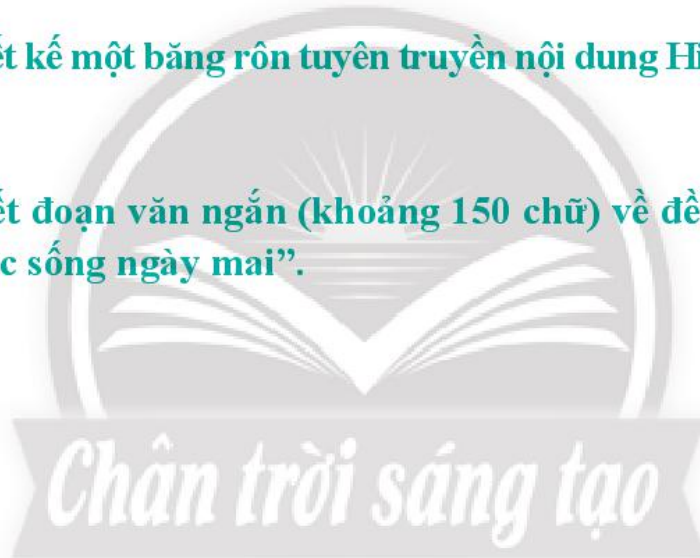 ết kế một băng rôn tuyên truyền nội dung Hi
ết đoạn văn ngắn (khoảng 150 chữ) về đề
c sống ngày mai”.
Chân trời sáng tạo